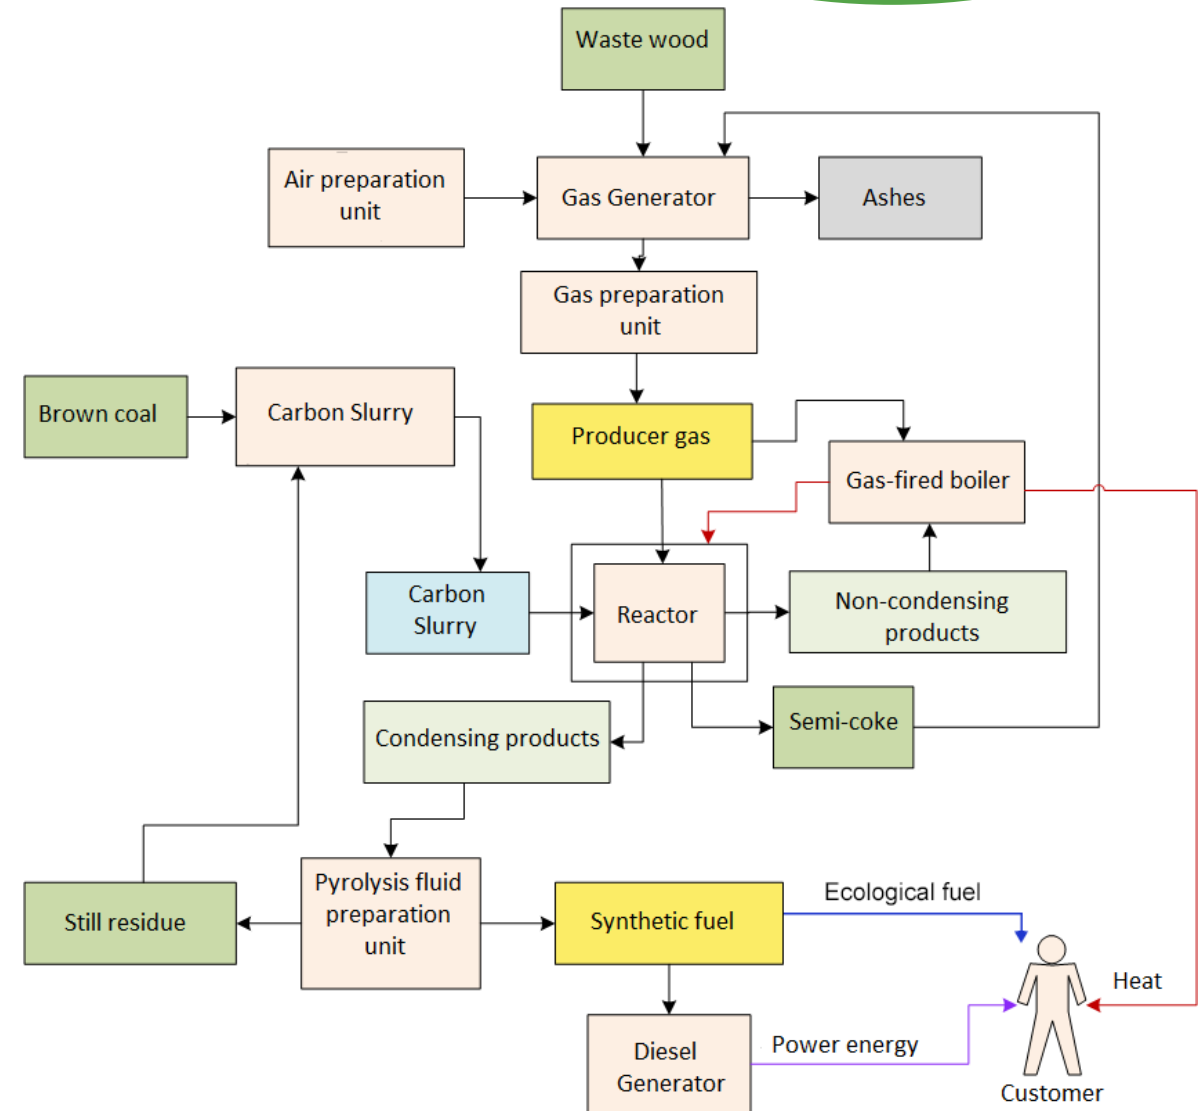 Waste wood
Air preparation
unit
Gas Generator
Ashes
Gas preparation
unit
Brown coal
Carbon Slurry
Producer gas
Gas-fired boiler
Carbon
Slurry
Reactor
Non-condensing
products
Condensing products
Semi-coke
Still residue
Pyrolysis fluid
preparation
unit
Synthetic fuel
Ecological fuel
Heat
Diesel
Generator
Power energy
Customer